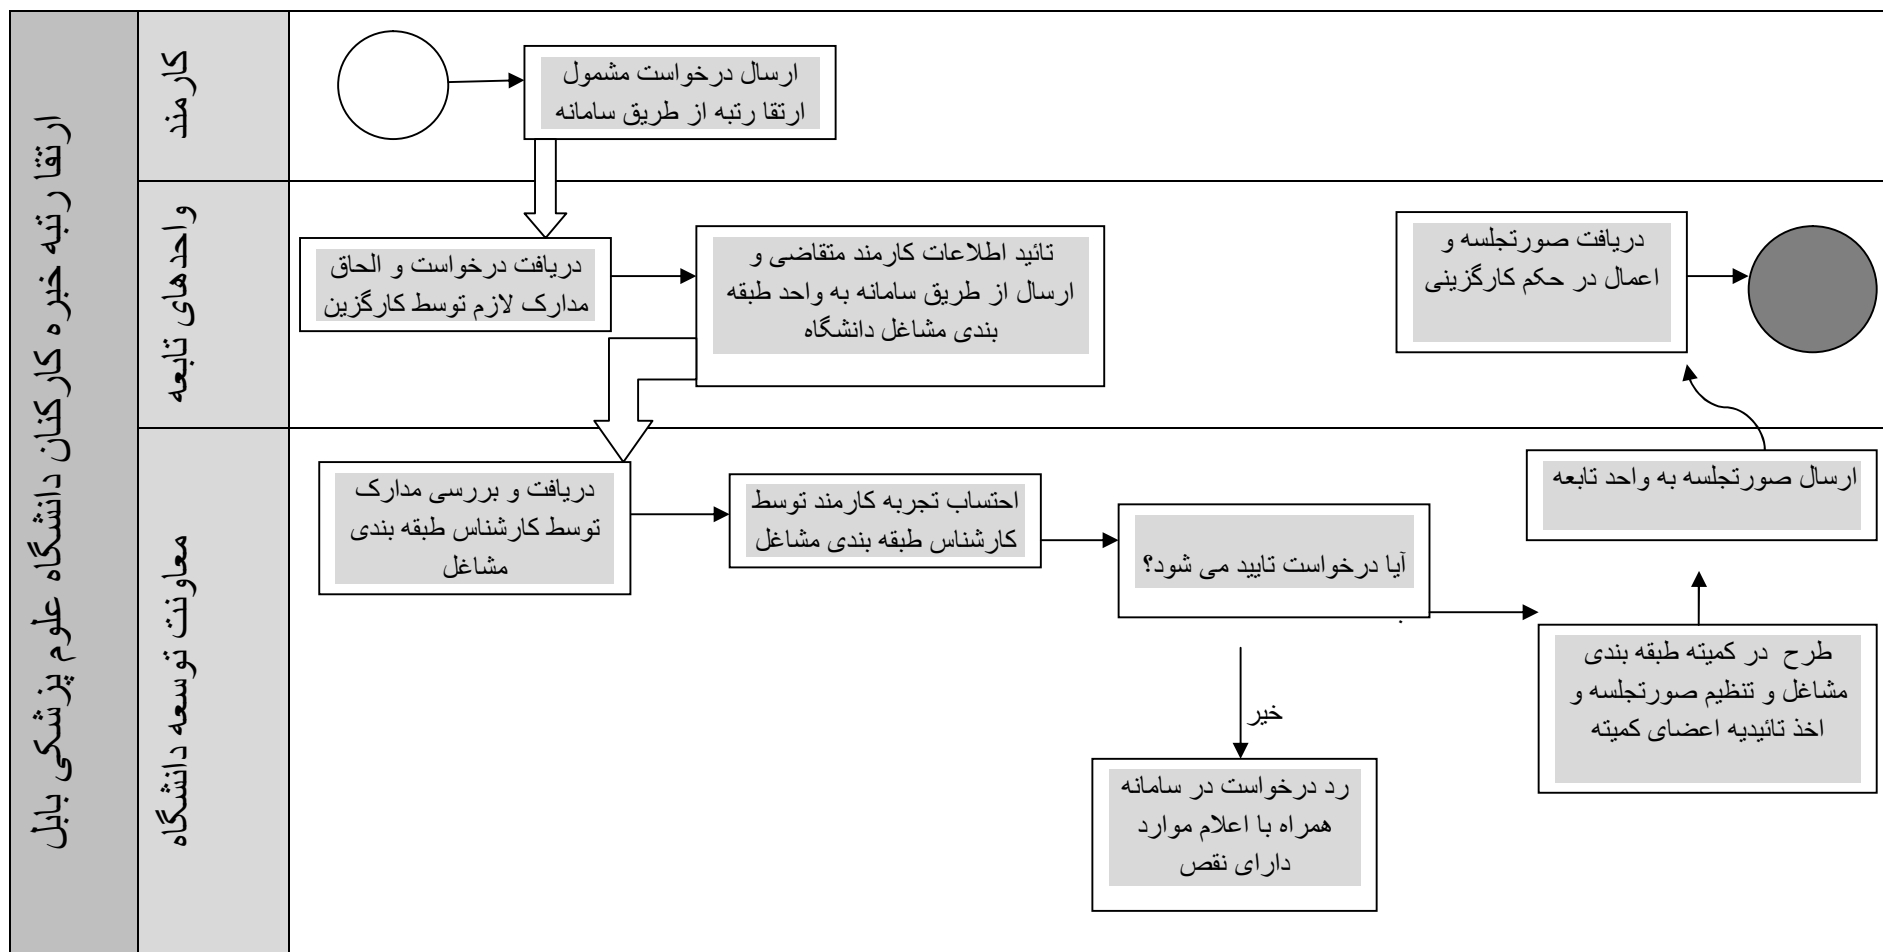 ارتقا رتبه خبره کارکنان دانشگاه علوم پزشکی بابل
کارمند
ارسال درخواست مشمول
ارتقا رتبه از طریق سامانه
واحدهای تابعه
دریافت درخواست و الحاق
مدارک لازم توسط کارگزین
تائید اطلاعات کارمند متقاضی و
ارسال از طریق سامانه به واحد طبقه
بندی مشاغل دانشگاه
دریافت صورتجلسه و
اعمال در حکم کارگزینی
معاونت توسعه دانشگاه
دریافت و بررسی مدارک
توسط کارشناس طبقه بندی
مشاغل
احتساب تجربه کارمند توسط
کارشناس طبقه بندی مشاغل
آیا درخواست تایید می شود؟
خیر
رد درخواست در سامانه
همراه با اعلام موارد
دارای نقص
طرح در کمیته طبقه بندی
مشاغل و تنظیم صورتجلسه و
اخذ تائیدیه اعضای کمیته
ارسال صورتجلسه به واحد تابعه